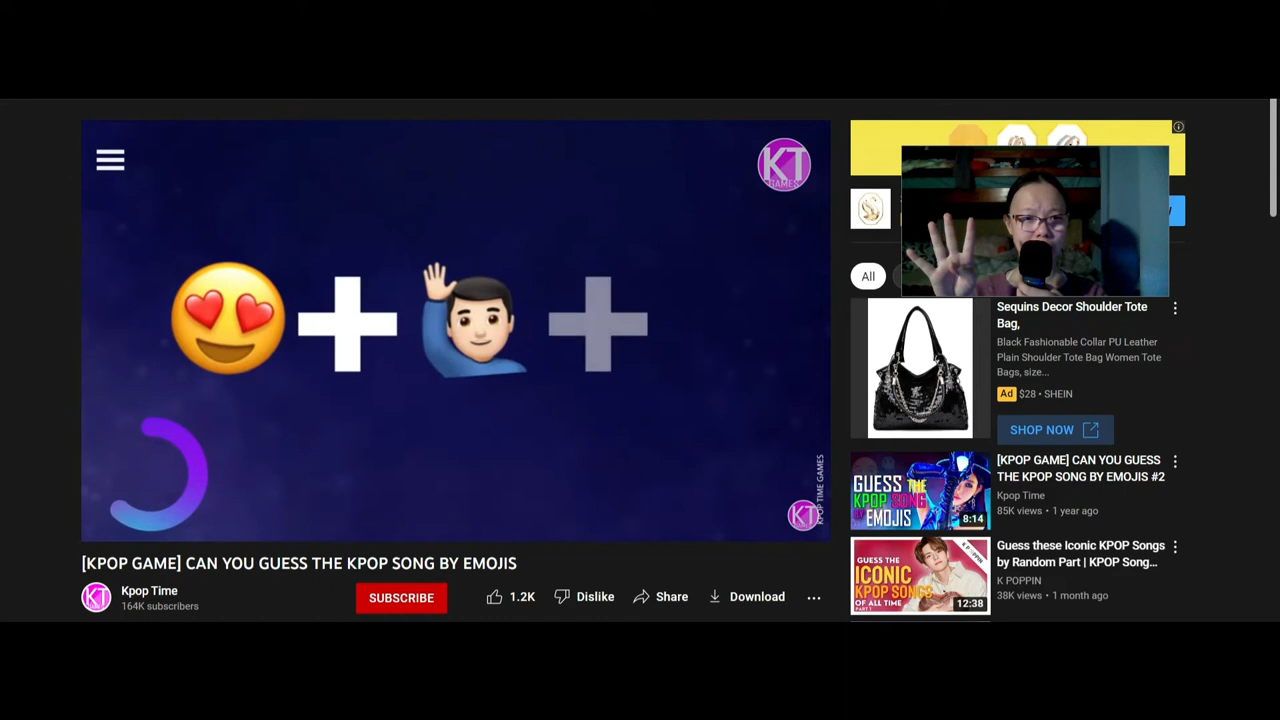 KT
GAMES
KT
KPOP TIME GAMES
[KPOP GAME] CAN YOU GUESS THE KPOP SONG BY EMOJIS
KT
Kpop Time
164K subscribers
SUBSCRIBE
1.2K
Dislike
Share
Download
All
Sequins Decor Shoulder Tote
Bag,
Black Fashionable Collar PU Leather
Plain Shoulder Tote Bag Women Tote
Bags, size...
Ad $28 • SHEIN
SHOP NOW
GUESS THE
KPOP SONG
BY EMOJIS
8:14
[KPOP GAME] CAN YOU GUESS
THE KPOP SONG BY EMOJIS #2
Kpop Time
85K views • 1 year ago
K POPPIN
GUESS THE
ICONIC
KPOP SONGS
OF ALL TIME
PART 1
12:38
Guess these Iconic KPOP Songs
by Random Part | KPOP Song...
K POPPIN
38K views • 1 month ago